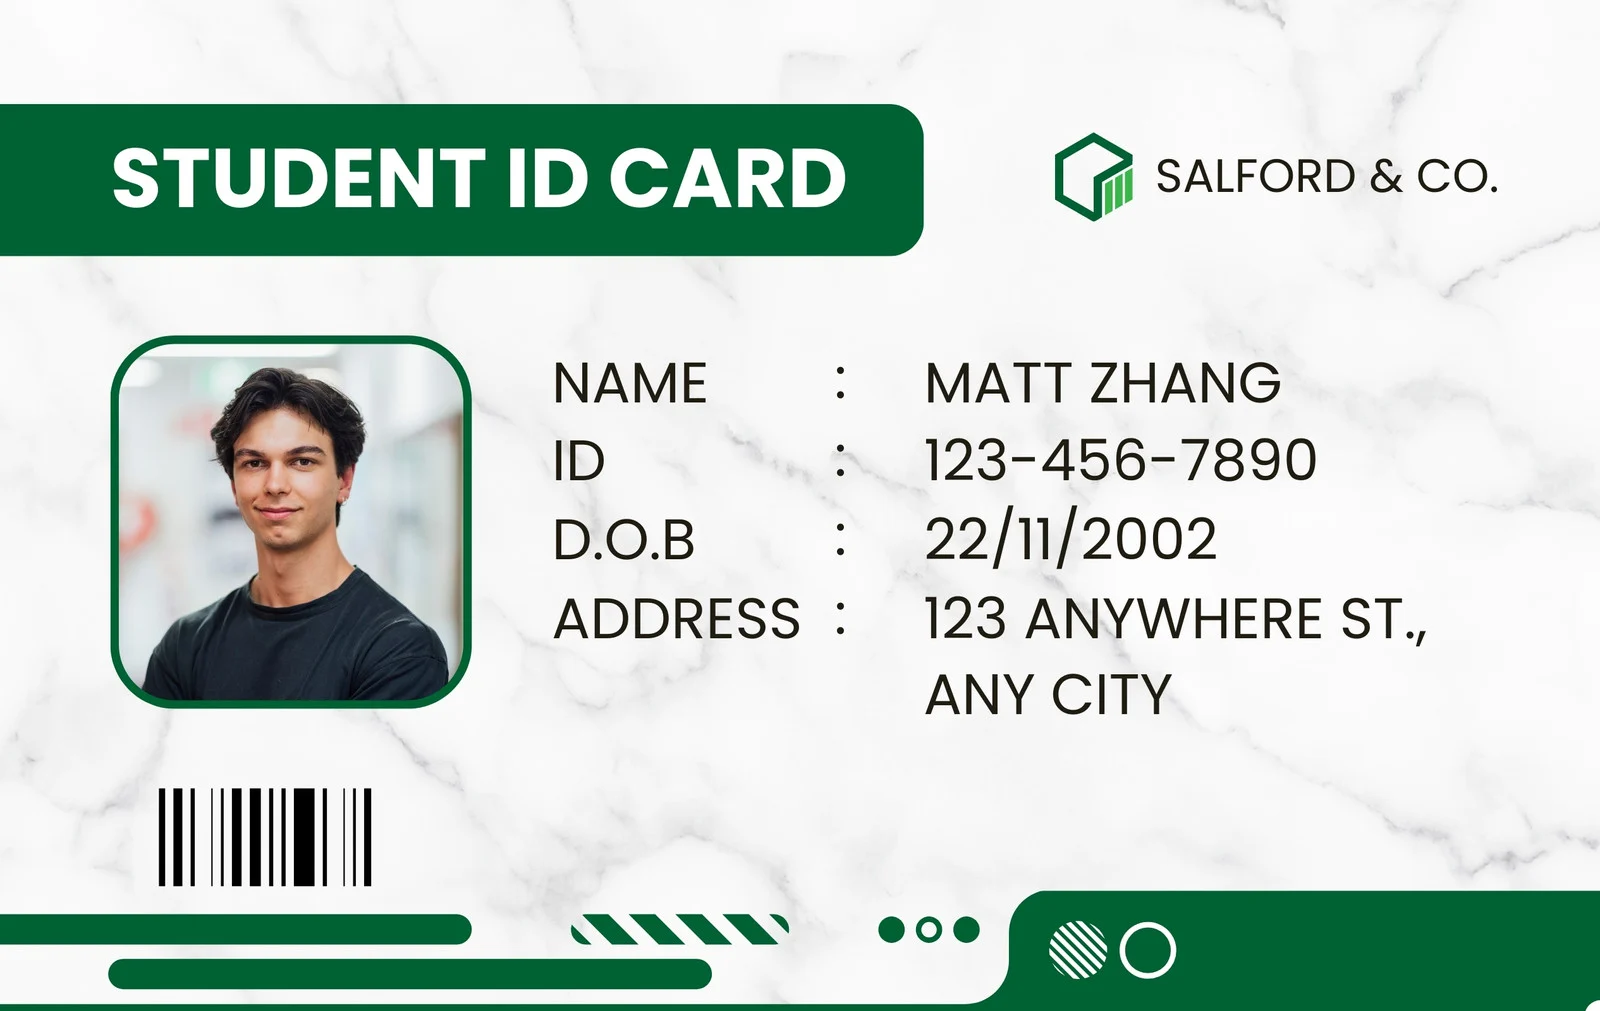 STUDENT ID CARD
SALFORD & CO.
NAME : MATT ZHANG
ID : 123-456-7890
D.O.B : 22/11/2002
ADDRESS : 123 ANYWHERE ST.,
ANY CITY